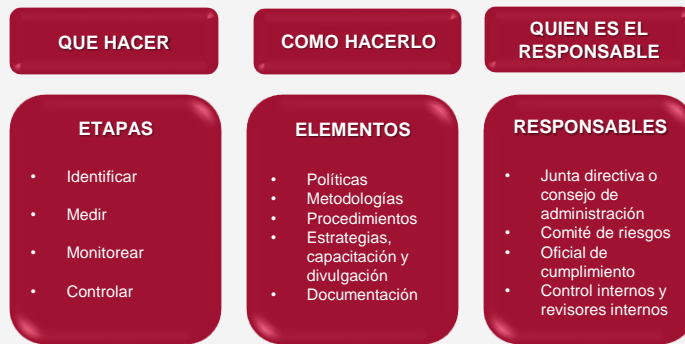 QUE HACER
COMO HACERLO
QUIEN ES EL
RESPONSABLE
ETAPAS
• Identificar
• Medir
• Monitorear
• Controlar
ELEMENTOS
• Políticas
• Metodologías
• Procedimientos
• Estrategias,
capacitación y
divulgación
• Documentación
RESPONSABLES
• Junta directiva o
consejo de
administración
• Comité de riesgos
• Oficial de
cumplimiento
• Control internos y
revisores internos